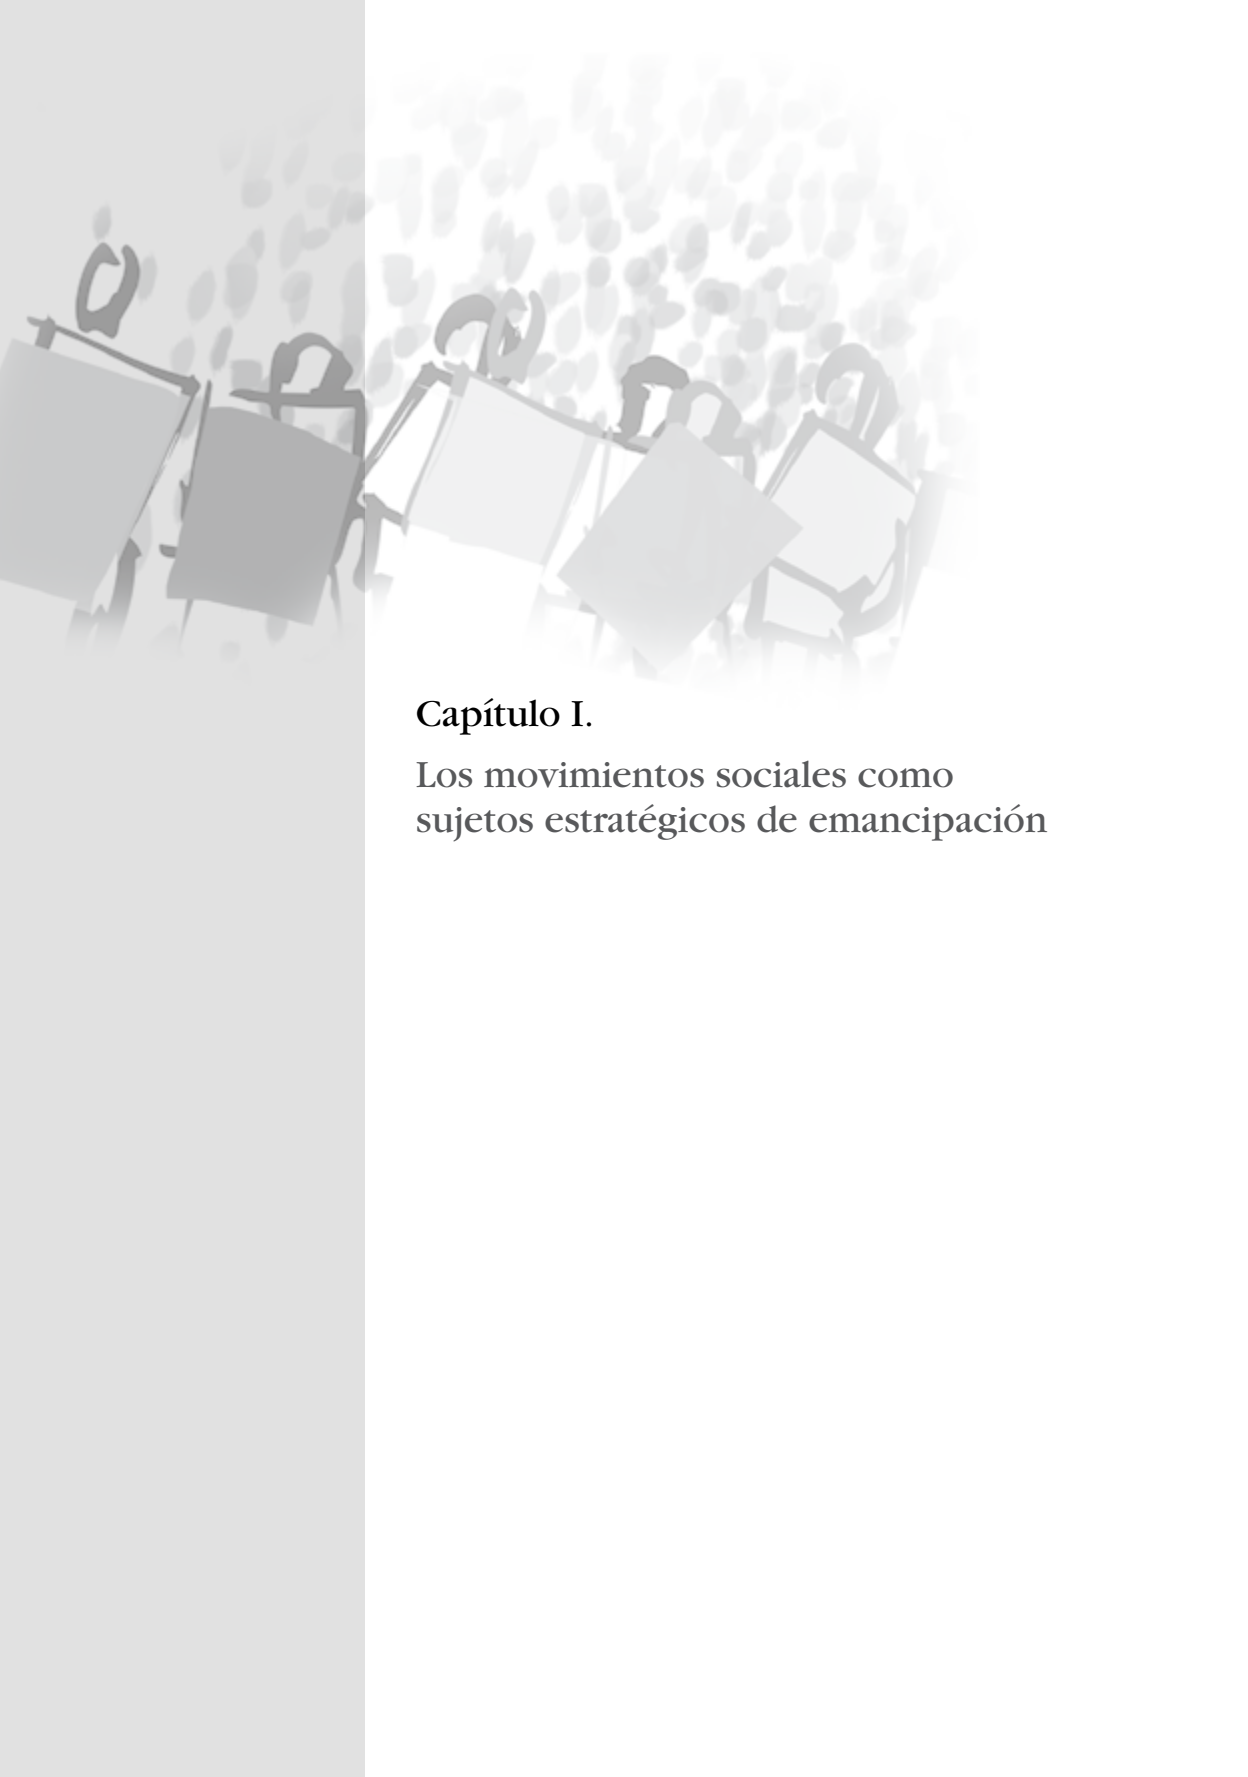 Capítulo I.
Los movimientos sociales como
sujetos estratégicos de emancipación